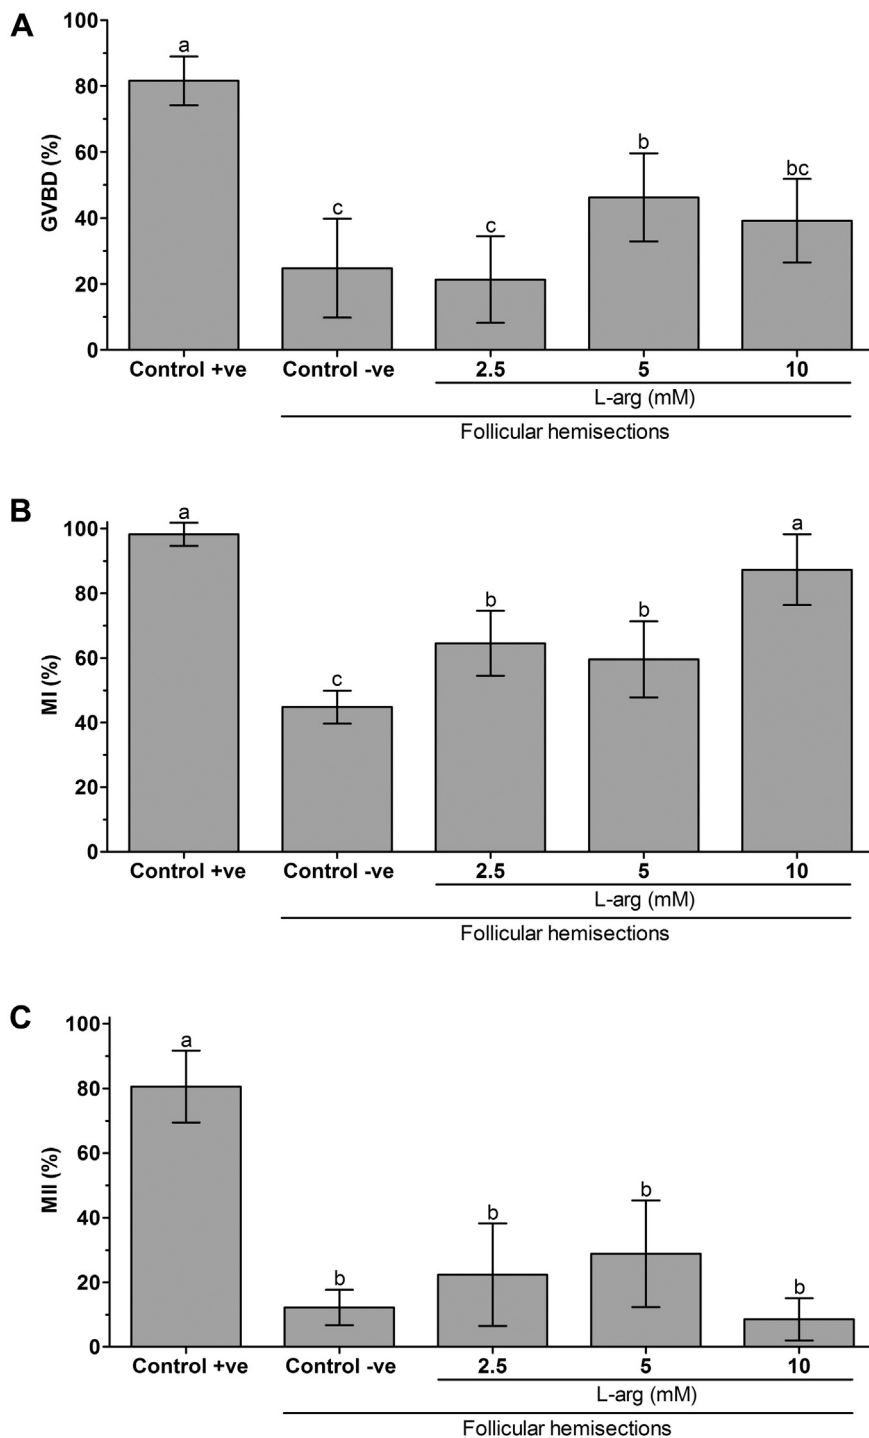 A
100
a
80
60
b
bc
GVBD (%)
40
c
c
20
0
Control +ve Control -ve 2.5 5 10
L-arg (mM)
Follicular hemisections
B
100
a
a
80
b
b
60
MI (%)
c
40
20
0
Control +ve Control -ve 2.5 5 10
L-arg (mM)
Follicular hemisections
C
100
a
80
60
MII (%)
b
b
40
b
b
20
0
Control +ve Control -ve 2.5 5 10
L-arg (mM)
Follicular hemisections